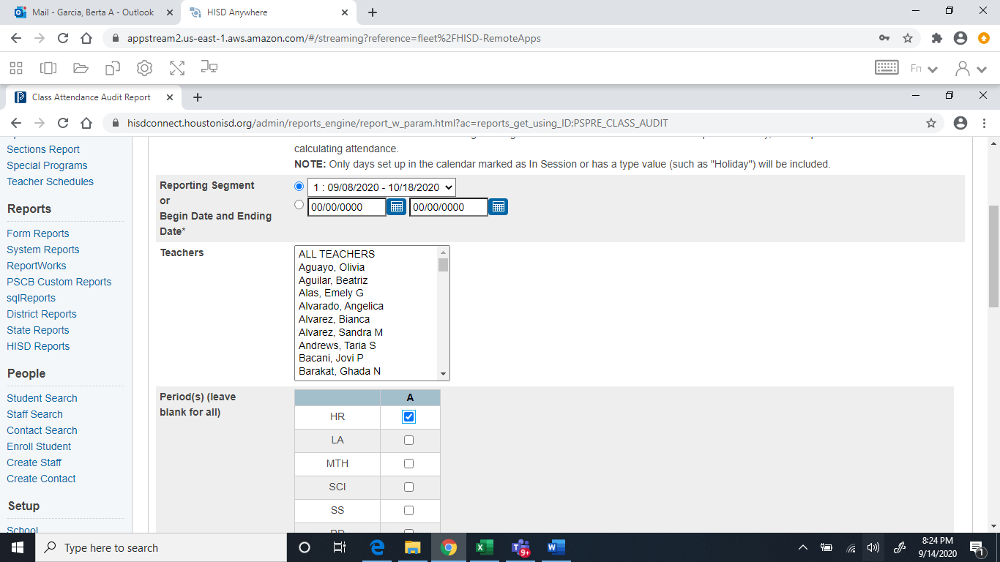 Mail - Garcia, Berta A - Outlook
HISD Anywhere
appstream2.us-east-1.aws.amazon.com/#/streaming?reference=fleet%2FHISD-RemoteApps
Fn
Class Attendance Audit Report
hisdconnect.houstonisd.org/admin/reports_engine/report_w_param.html?ac=reports_get_using_ID;PSPRE_CLASS_AUDIT
Sections Report
Special Programs
Teacher Schedules
Reports
Form Reports
System Reports
ReportWorks
PSCB Custom Reports
sqlReports
District Reports
State Reports
HISD Reports
People
Student Search
Staff Search
Contact Search
Enroll Student
Create Staff
Create Contact
Setup
School
calculating attendance.
NOTE: Only days set up in the calendar marked as In Session or has a type value (such as "Holiday") will be included.
Reporting Segment
or
Begin Date and Ending
Date*
1 : 09/08/2020 - 10/18/2020
00/00/0000 00/00/0000
Teachers
ALL TEACHERS
Aguayo, Olivia
Aguilar, Beatriz
Alas, Emely G
Alvarado, Angelica
Alvarez, Bianca
Alvarez, Sandra M
Andrews, Taria S
Bacani, Jovi P
Barakat, Ghada N
Period(s) (leave
blank for all)
A
HR
LA
MTH
SCI
SS
Type here to search
9+
8:24 PM
9/14/2020
1